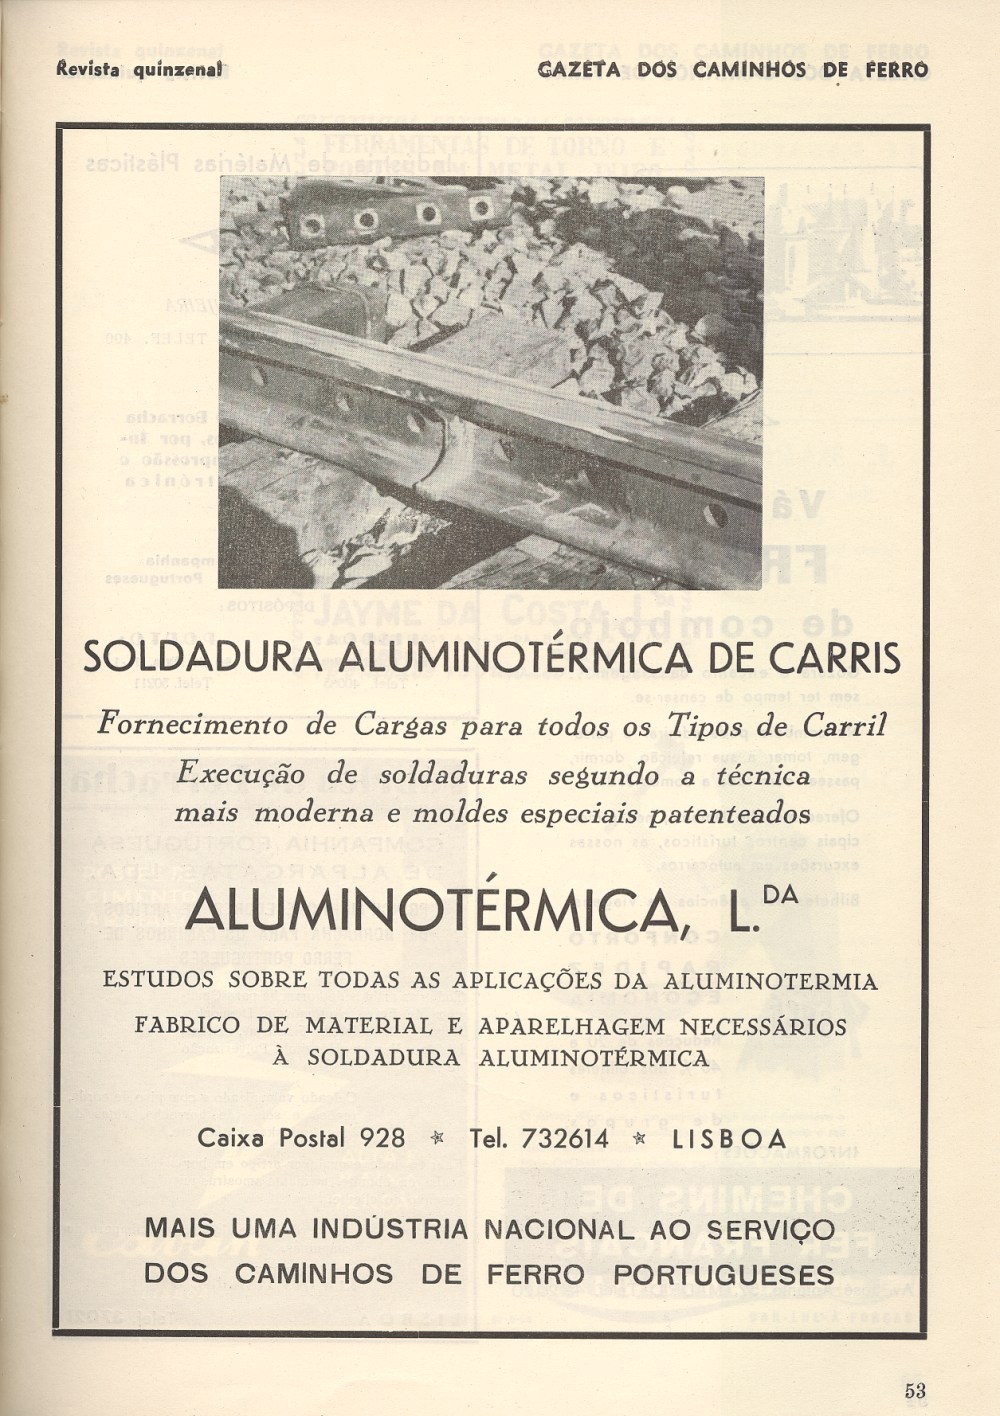 Revista quinzenal
GAZETA DOS CAMINHOS DE FERRO
SOLDADURA ALUMINOTÉRMICA DE CARRIS
Fornecimento de Cargas para todos os Tipos de Carril
Execução de soldaduras segundo a técnica
mais moderna e moldes especiais patenteados
ALUMINOTÉRMICA, L.DA
ESTUDOS SOBRE TODAS AS APLICAÇÕES DA ALUMINOTERMIA
FABRICO DE MATERIAL E APARELHAGEM NECESSÁRIOS
À SOLDADURA ALUMINOTÉRMICA
Caixa Postal 928 * Tel. 732614 * LISBOA
MAIS UMA INDÚSTRIA NACIONAL AO SERVIÇO
DOS CAMINHOS DE FERRO PORTUGUESES
53